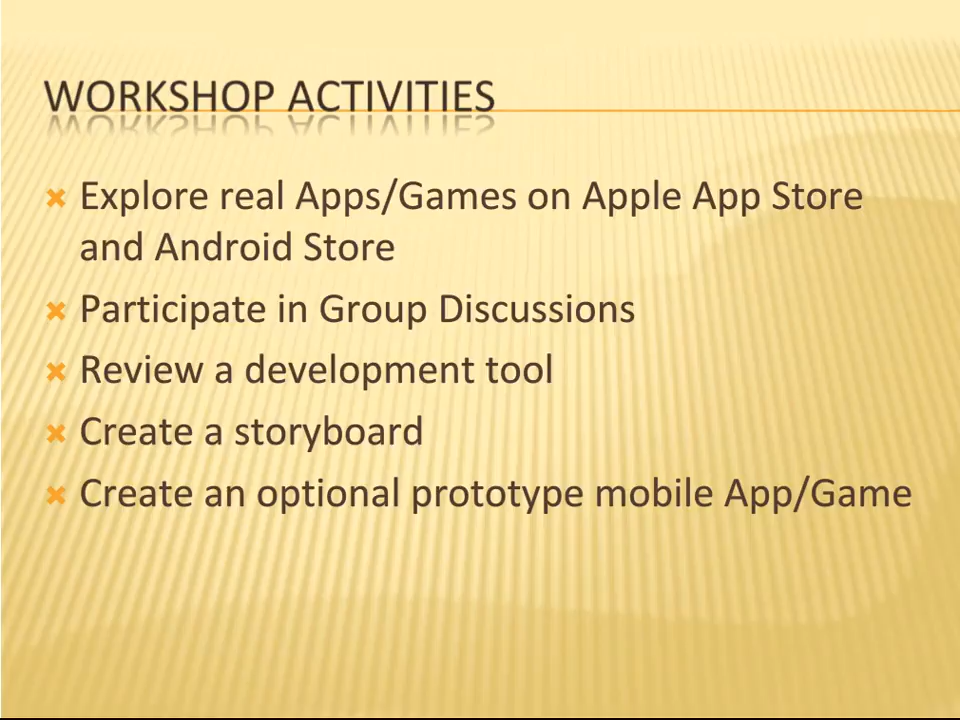 WORKSHOP ACTIVITIES
Explore real Apps/Games on Apple App Store
and Android Store
Participate in Group Discussions
Review a development tool
Create a storyboard
Create an optional prototype mobile App/Game